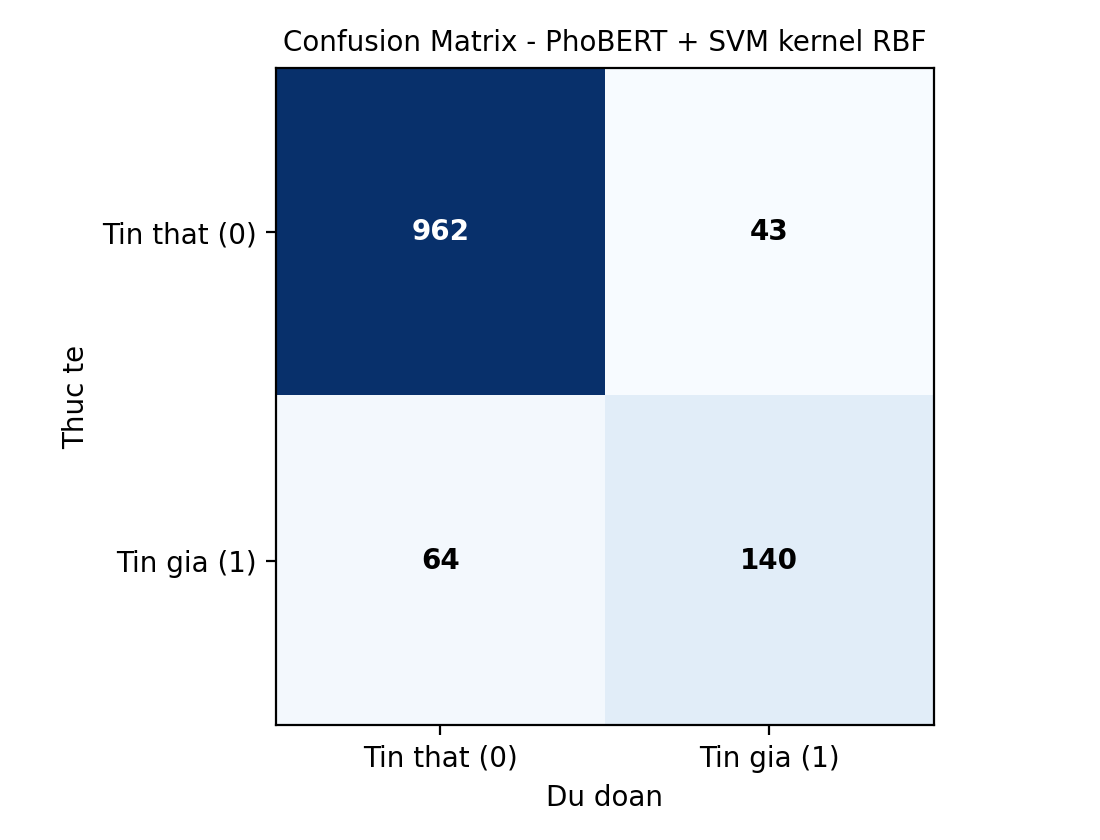 Confusion Matrix - PhoBERT + SVM kernel RBF
Tin that (0)
962
43
Thuc te
Tin gia (1)
64
140
Tin that (0)
Tin gia (1)
Du doan